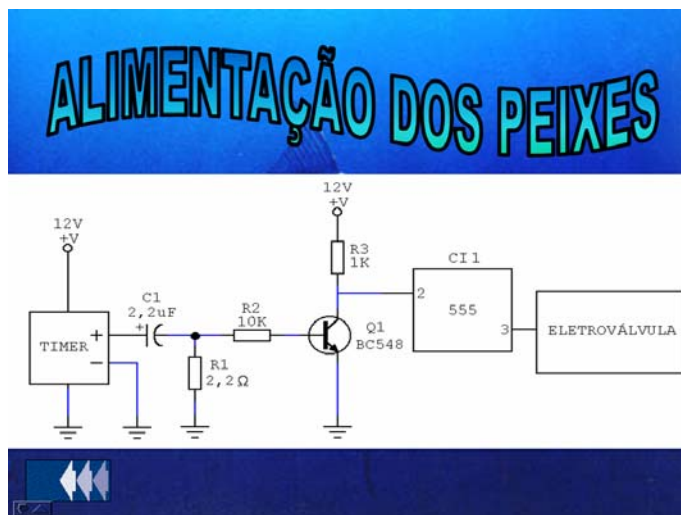 ALIMENTAÇÃO DOS PEIXES
12V
+V
12V
+V
R3
1K
CI1
C1
2,2uF
+
R2
10K
2
555
3
TIMER
+
-
Q1
BC548
ELETROVÁLVULA
R1
2,2Ω